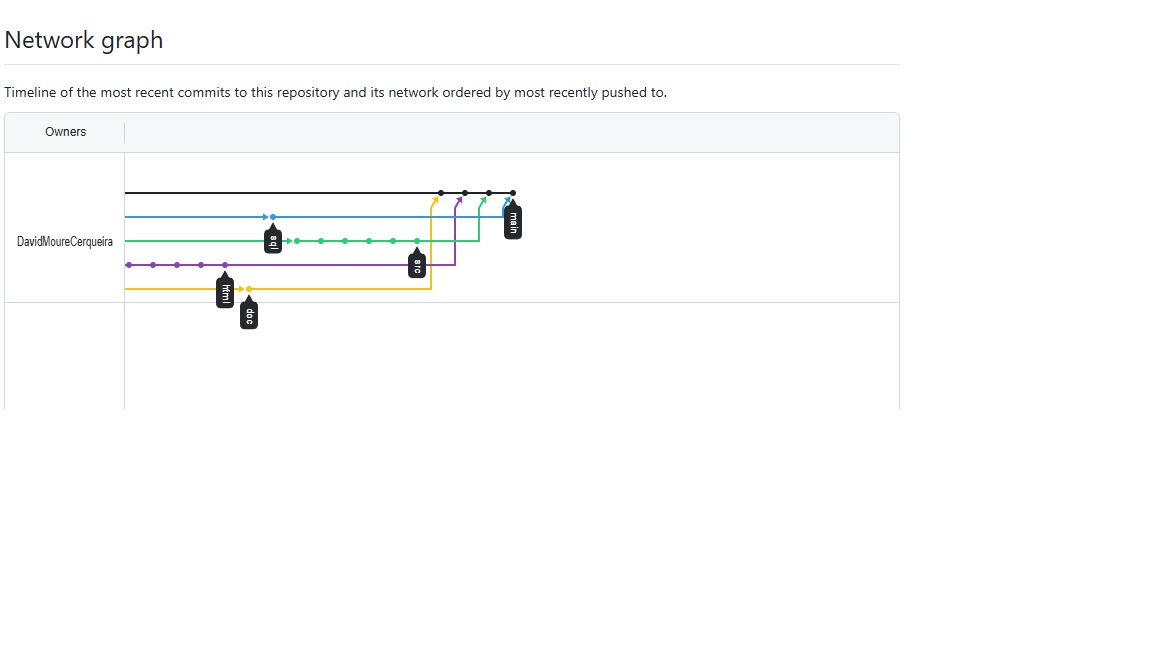 Network graph
Timeline of the most recent commits to this repository and its network ordered by most recently pushed to.
Owners
DavidMoureCerqueira
main
sql
src
html
doc